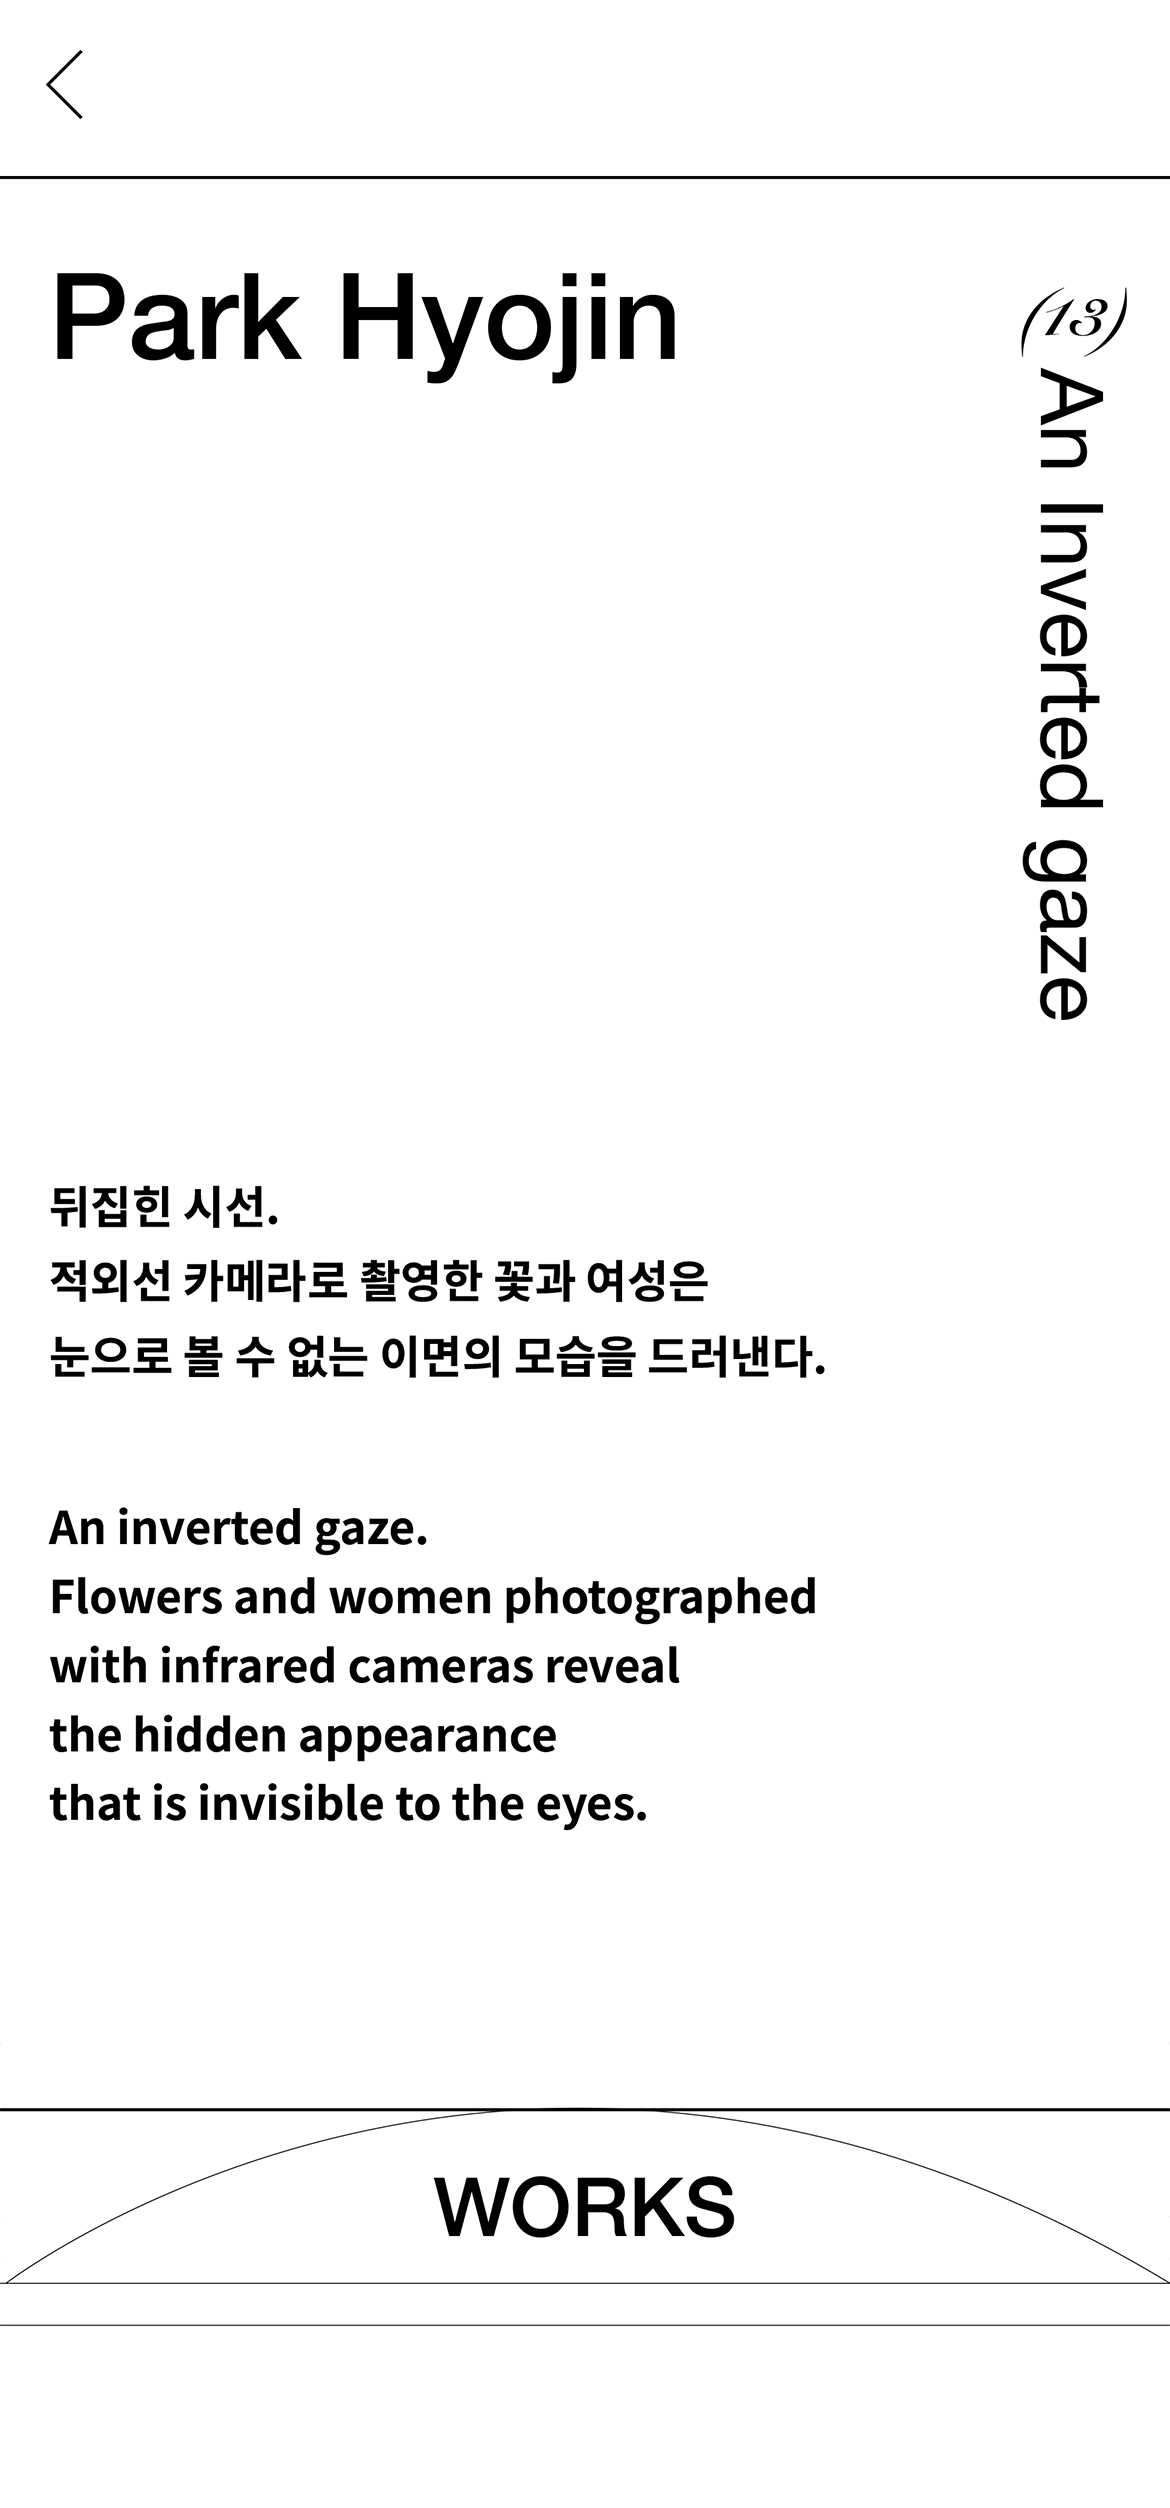 Park Hyojin
(23)
An Inverted gaze
뒤집힌 시선.
적외선 카메라로 촬영한 꽃과 여성은
눈으로 볼 수 없는 이면의 모습을 드러낸다.
An inverted gaze.
Flowers and women photographed
with infrared cameras reveal
the hidden appearance
that is invisible to the eyes.
WORKS